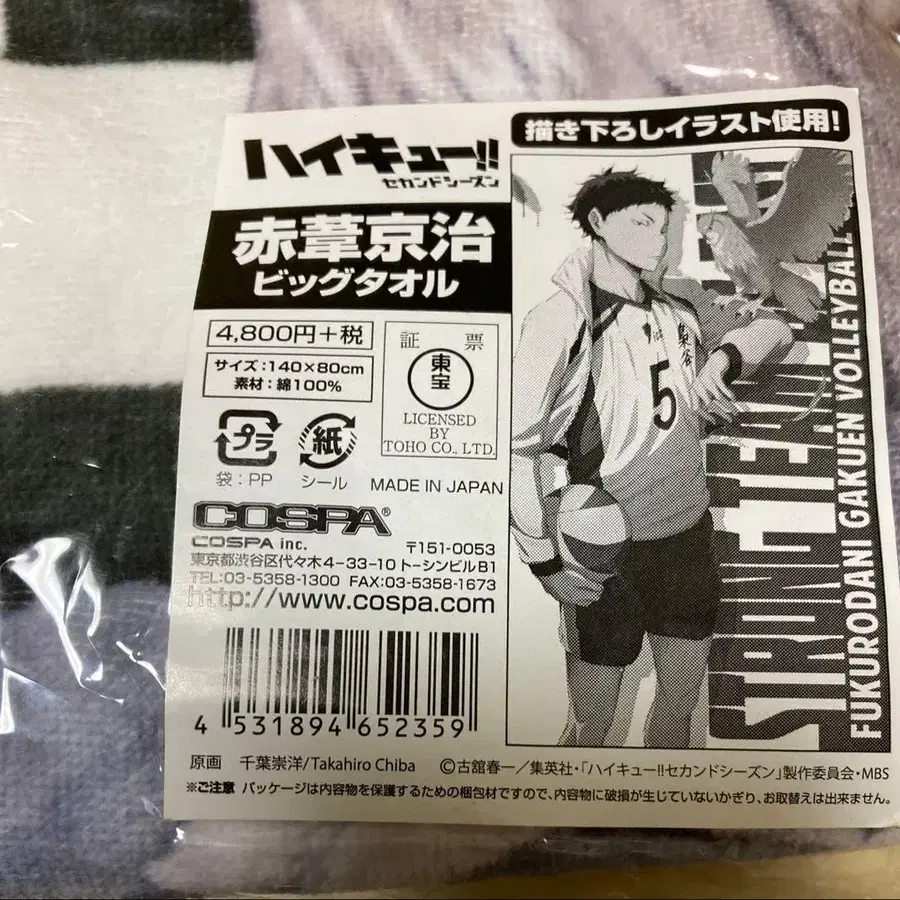 ハイキュー!!
セカンドシーズン
赤葦京治
ビッグタオル
4,800円+税
サイズ:140×80cm
素材:綿100%
証 票
東宝
LICENSED
BY
TOHO CO., LTD.
プラ
紙
袋:PP
シール
MADE IN JAPAN
COSPA®
COSPA inc.
〒151-0053
東京都渋谷区代々木4-33-10 トーシンビルB1
TEL:03-5358-1300 FAX:03-5358-1673
http://www.cospa.com
4 531894 652359
描き下ろしイラスト使用!
5
STRONG TEAM
FUKURODANI GAKUEN VOLLEYBALL
原画 千葉崇洋/Takahiro Chiba ©古舘春一/集英社・「ハイキュー!!セカンドシーズン」製作委員会・MBS
※ご注意 パッケージは内容物を保護するための梱包材ですので、内容物に破損が生じていないかぎり、お取替えは出来ません。